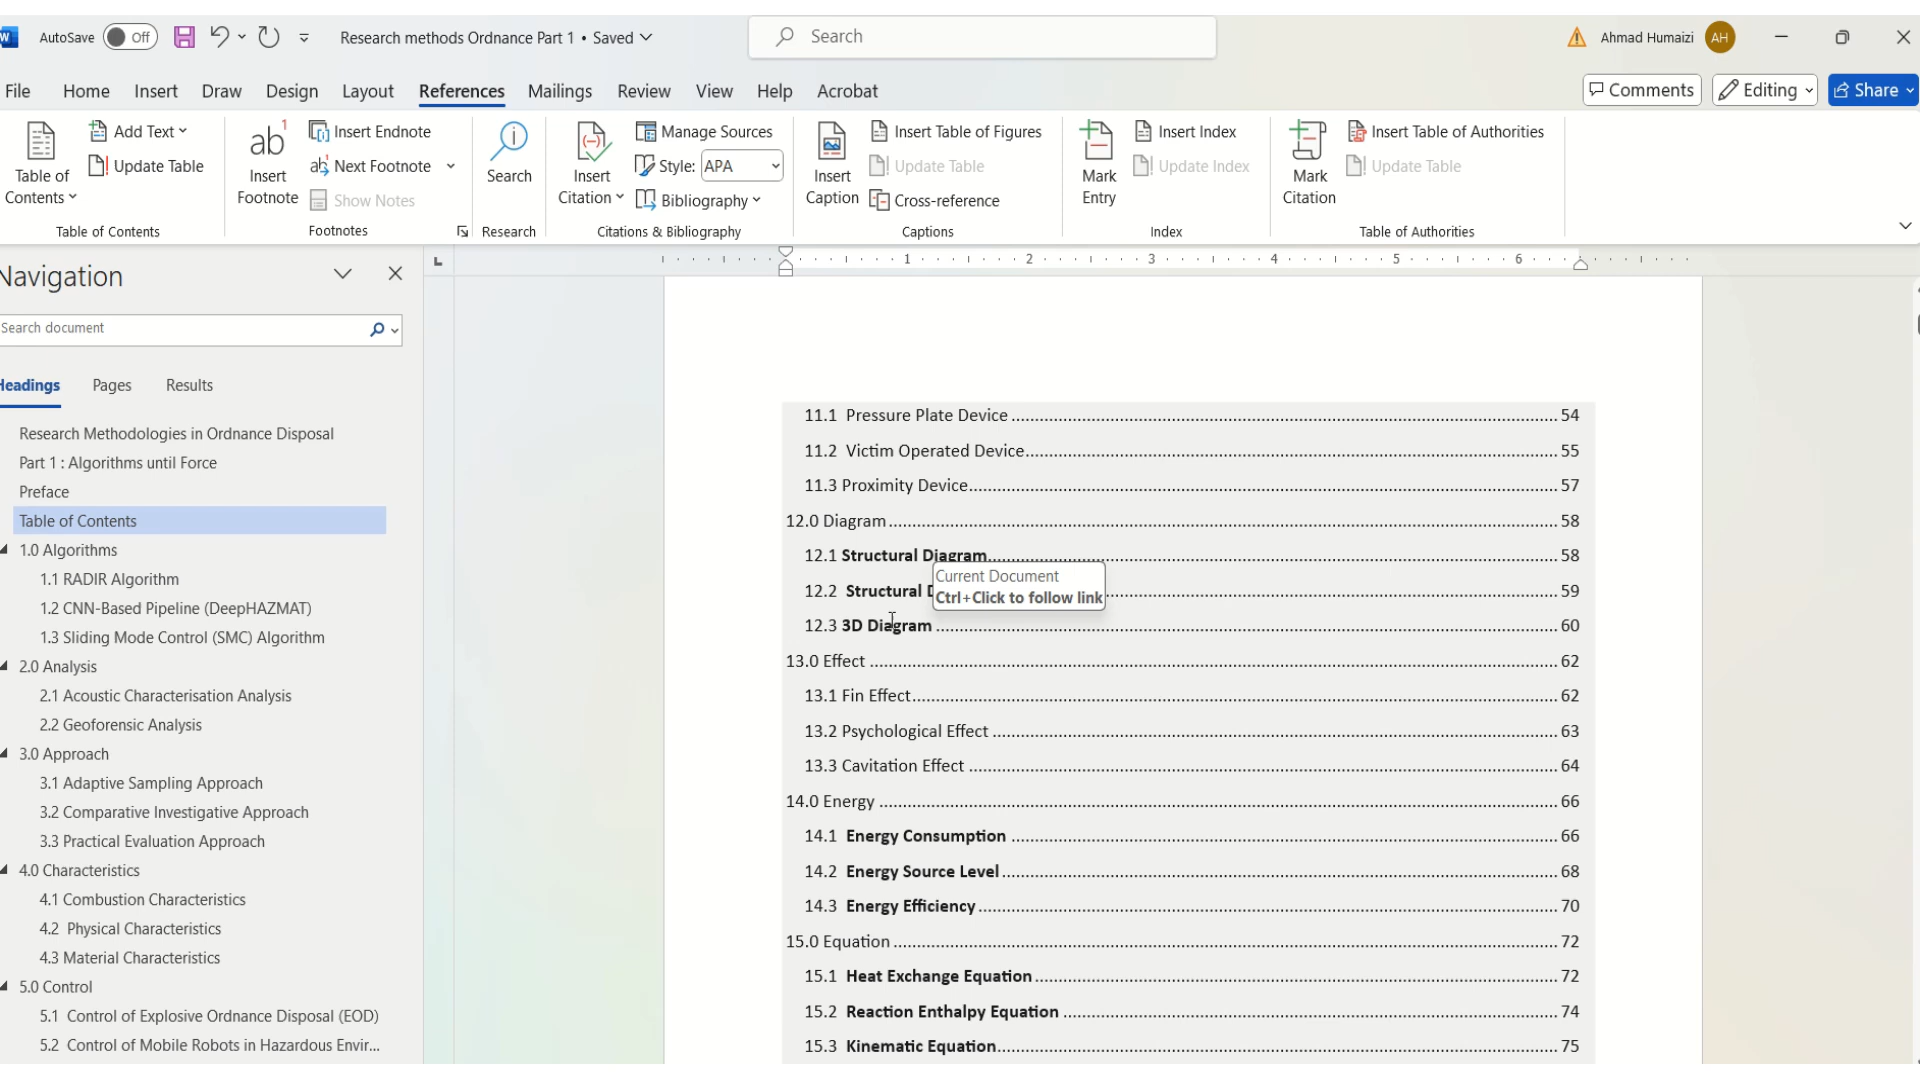 W AutoSave Off Research methods Ordnance Part 1 • Saved Search Ahmad Humaizi AH
File Home Insert Draw Design Layout References Mailings Review View Help Acrobat Comments Editing Share
Table of Contents
Add Text
Update Table
Table of Contents
ab
Insert Footnote
Insert Endnote
Next Footnote
Show Notes
Footnotes
Search
Research
Insert Citation
Manage Sources
Style: APA
Bibliography
Citations & Bibliography
Insert Caption
Insert Table of Figures
Update Table
Cross-reference
Captions
Mark Entry
Insert Index
Update Index
Index
Mark Citation
Insert Table of Authorities
Update Table
Table of Authorities
Navigation
Search document
Headings Pages Results
Research Methodologies in Ordnance Disposal
Part 1 : Algorithms until Force
Preface
Table of Contents
1.0 Algorithms
1.1 RADIR Algorithm
1.2 CNN-Based Pipeline (DeepHAZMAT)
1.3 Sliding Mode Control (SMC) Algorithm
2.0 Analysis
2.1 Acoustic Characterisation Analysis
2.2 Geoforensic Analysis
3.0 Approach
3.1 Adaptive Sampling Approach
3.2 Comparative Investigative Approach
3.3 Practical Evaluation Approach
4.0 Characteristics
4.1 Combustion Characteristics
4.2 Physical Characteristics
4.3 Material Characteristics
5.0 Control
5.1 Control of Explosive Ordnance Disposal (EOD)
5.2 Control of Mobile Robots in Hazardous Envir...
1 2 3 4 5 6
11.1 Pressure Plate Device 54
11.2 Victim Operated Device 55
11.3 Proximity Device 57
12.0 Diagram 58
12.1 Structural Diagram 58
12.2 Structural D 59
Current Document
Ctrl+Click to follow link
12.3 3D Diagram 60
13.0 Effect 62
13.1 Fin Effect 62
13.2 Psychological Effect 63
13.3 Cavitation Effect 64
14.0 Energy 66
14.1 Energy Consumption 66
14.2 Energy Source Level 68
14.3 Energy Efficiency 70
15.0 Equation 72
15.1 Heat Exchange Equation 72
15.2 Reaction Enthalpy Equation 74
15.3 Kinematic Equation 75